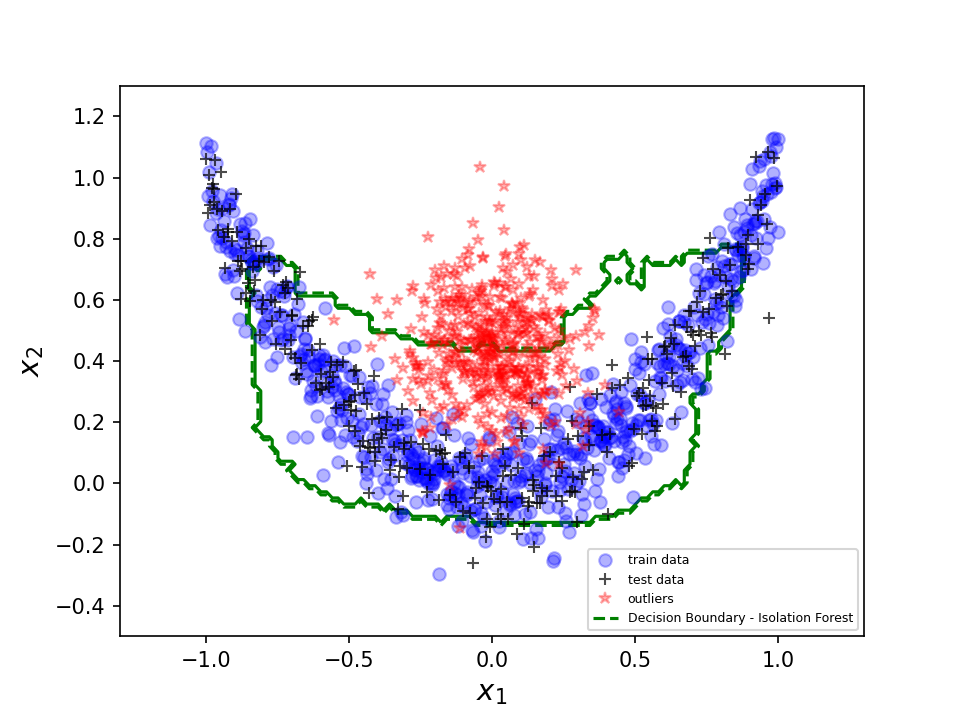 1.2
1.0
0.8
0.6
0.4
0.2
0.0
−0.2
−0.4
x₂
train data
test data
outliers
Decision Boundary - Isolation Forest
−1.0 −0.5 0.0 0.5 1.0
x₁